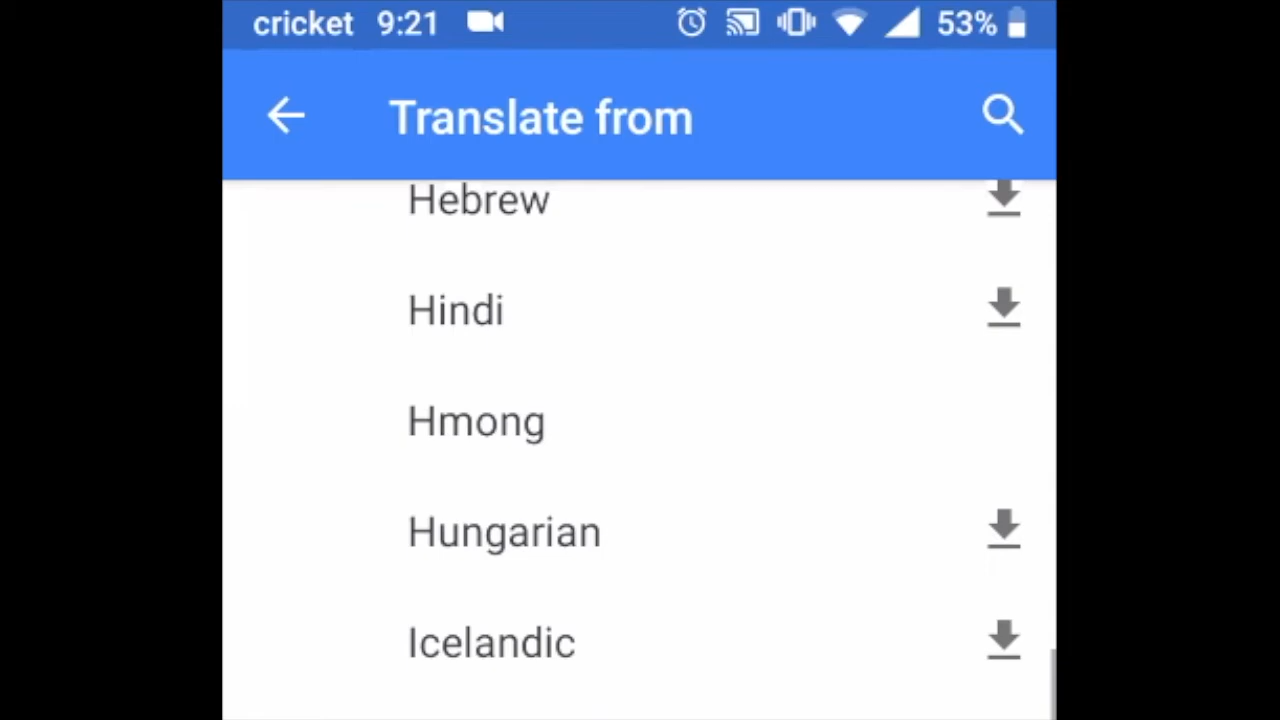 cricket 9:21 53%
Translate from
Hebrew
Hindi
Hmong
Hungarian
Icelandic